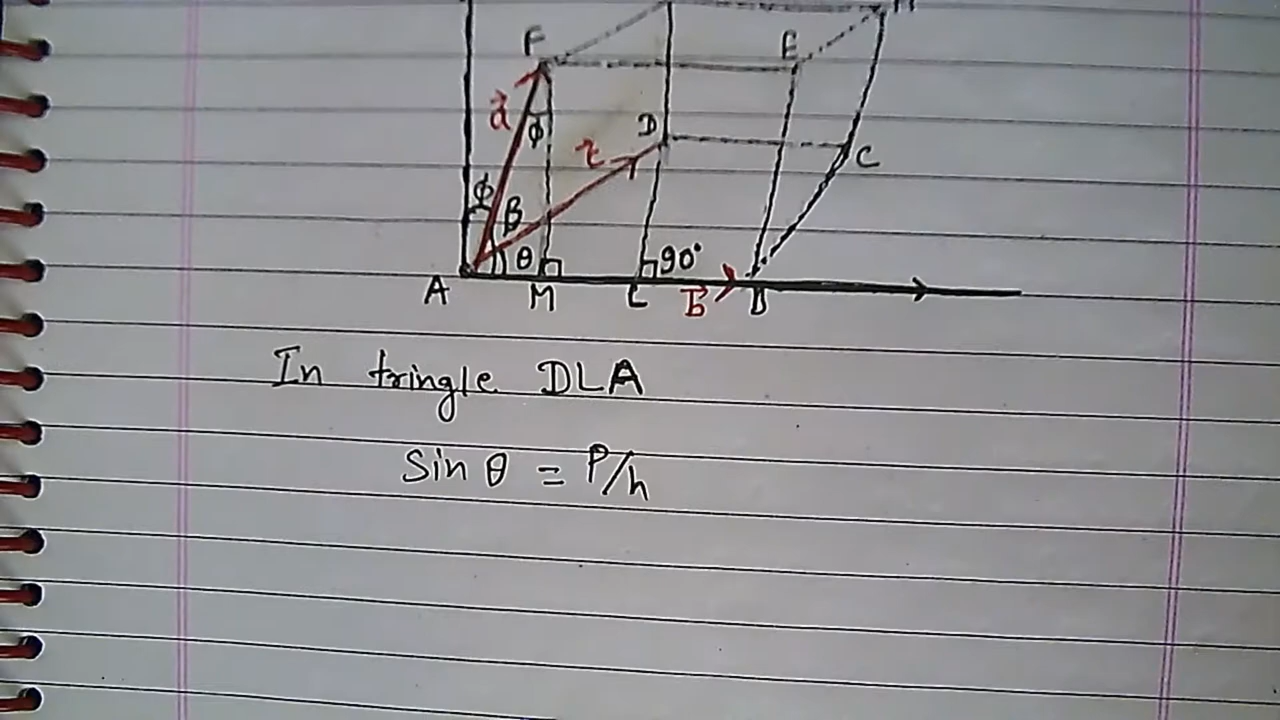 F E
a⃗ φ D
r⃗ C
φ β
θ 90°
A M L b⃗ B
In tringle DLA
Sin θ = P/h